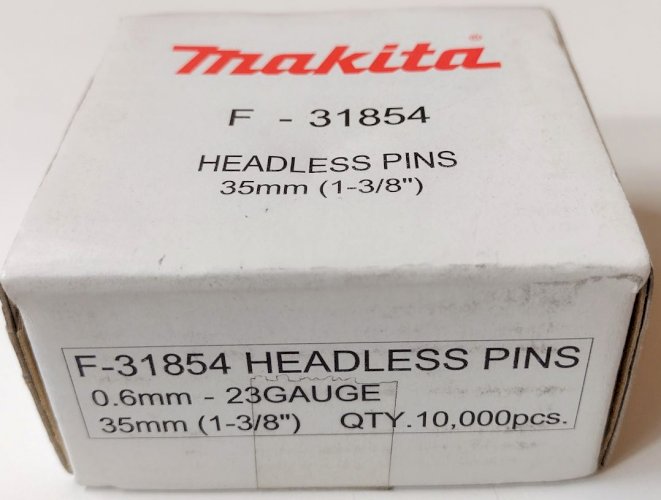 makita®
F - 31854
HEADLESS PINS
35mm (1-3/8")
F-31854 HEADLESS PINS
0.6mm - 23GAUGE
35mm (1-3/8") QTY.10,000pcs.